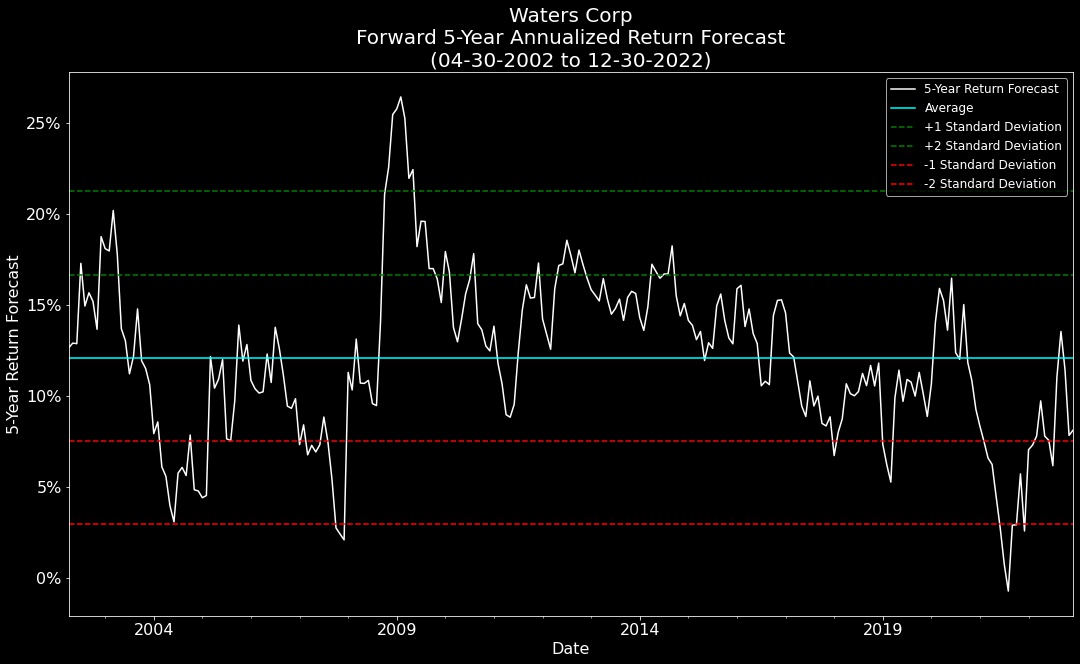 Waters Corp
Forward 5-Year Annualized Return Forecast
(04-30-2002 to 12-30-2022)
5-Year Return Forecast
Average
+1 Standard Deviation
+2 Standard Deviation
-1 Standard Deviation
-2 Standard Deviation
5-Year Return Forecast
25%
20%
15%
10%
5%
0%
2004
2009
2014
2019
Date